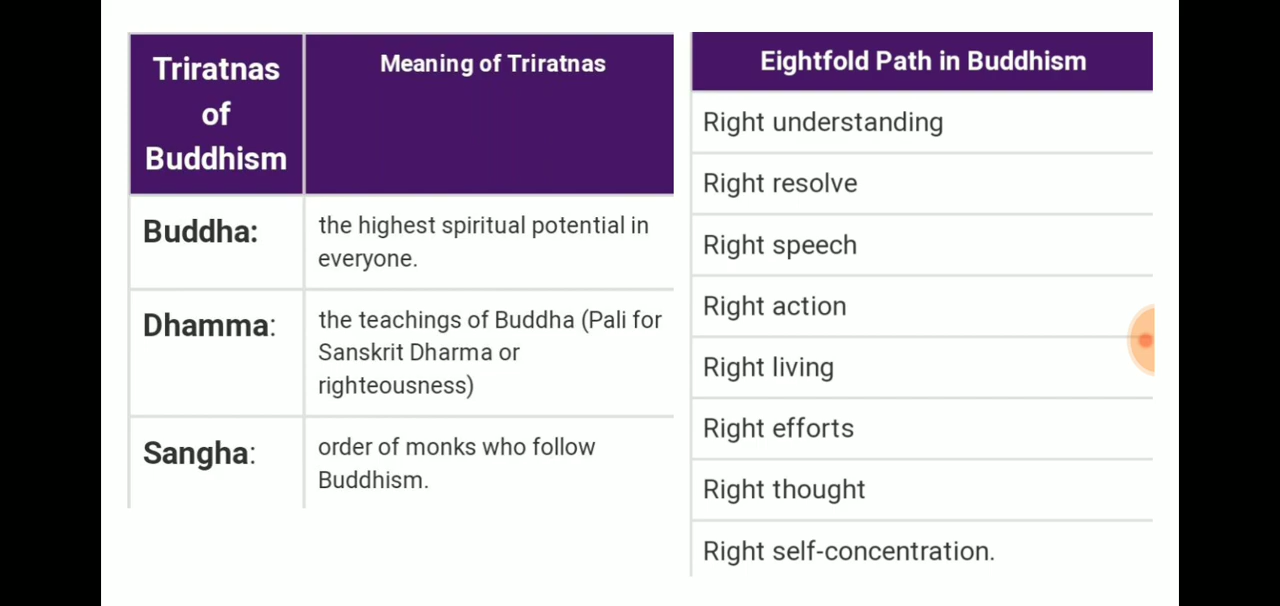 Triratnas
of
Buddhism
Meaning of Triratnas
Buddha:
the highest spiritual potential in
everyone.
Dhamma:
the teachings of Buddha (Pali for
Sanskrit Dharma or
righteousness)
Sangha:
order of monks who follow
Buddhism.
Eightfold Path in Buddhism
Right understanding
Right resolve
Right speech
Right action
Right living
Right efforts
Right thought
Right self-concentration.